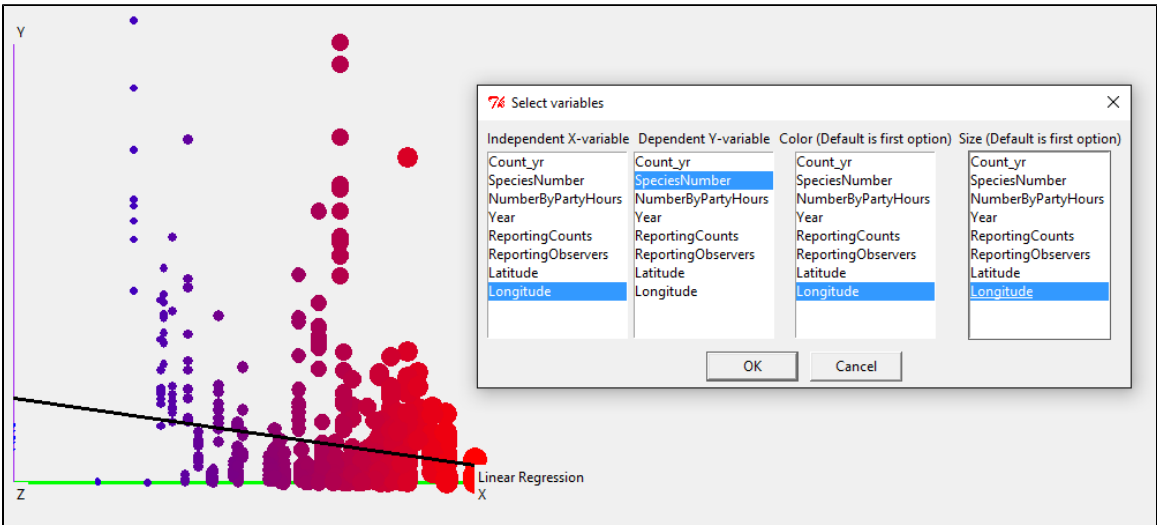 Y
Select variables
Independent X-variable Dependent Y-variable Color (Default is first option) Size (Default is first option)
Count_yr Count_yr Count_yr Count_yr
SpeciesNumber SpeciesNumber SpeciesNumber SpeciesNumber
NumberByPartyHours NumberByPartyHours NumberByPartyHours NumberByPartyHours
Year Year Year Year
ReportingCounts ReportingCounts ReportingCounts ReportingCounts
ReportingObservers ReportingObservers ReportingObservers ReportingObservers
Latitude Latitude Latitude Latitude
Longitude Longitude Longitude Longitude
OK Cancel
Linear Regression
Z X